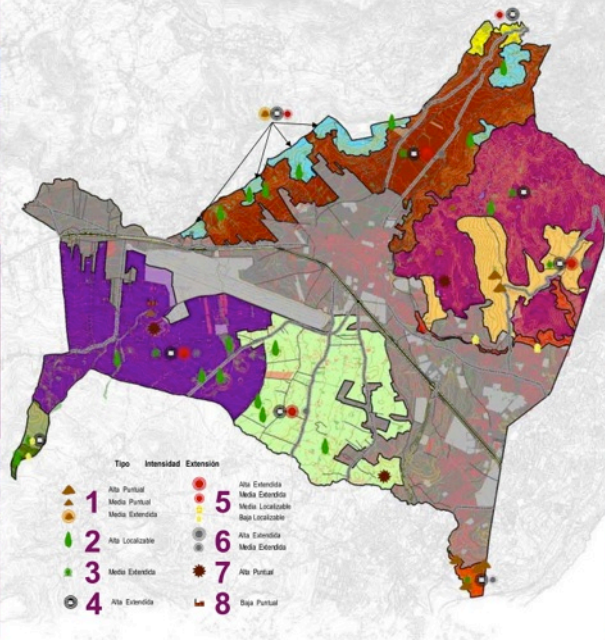 Tipo Intensidad Extensión
1 Alta Puntual
Media Puntual
Media Extendida
2 Alta Localizable
3 Media Extendida
4 Alta Extendida
5 Alta Extendida
Media Extendida
Media Localizable
Baja Localizable
6 Alta Extendida
Media Extendida
7 Alta Puntual
8 Baja Puntual